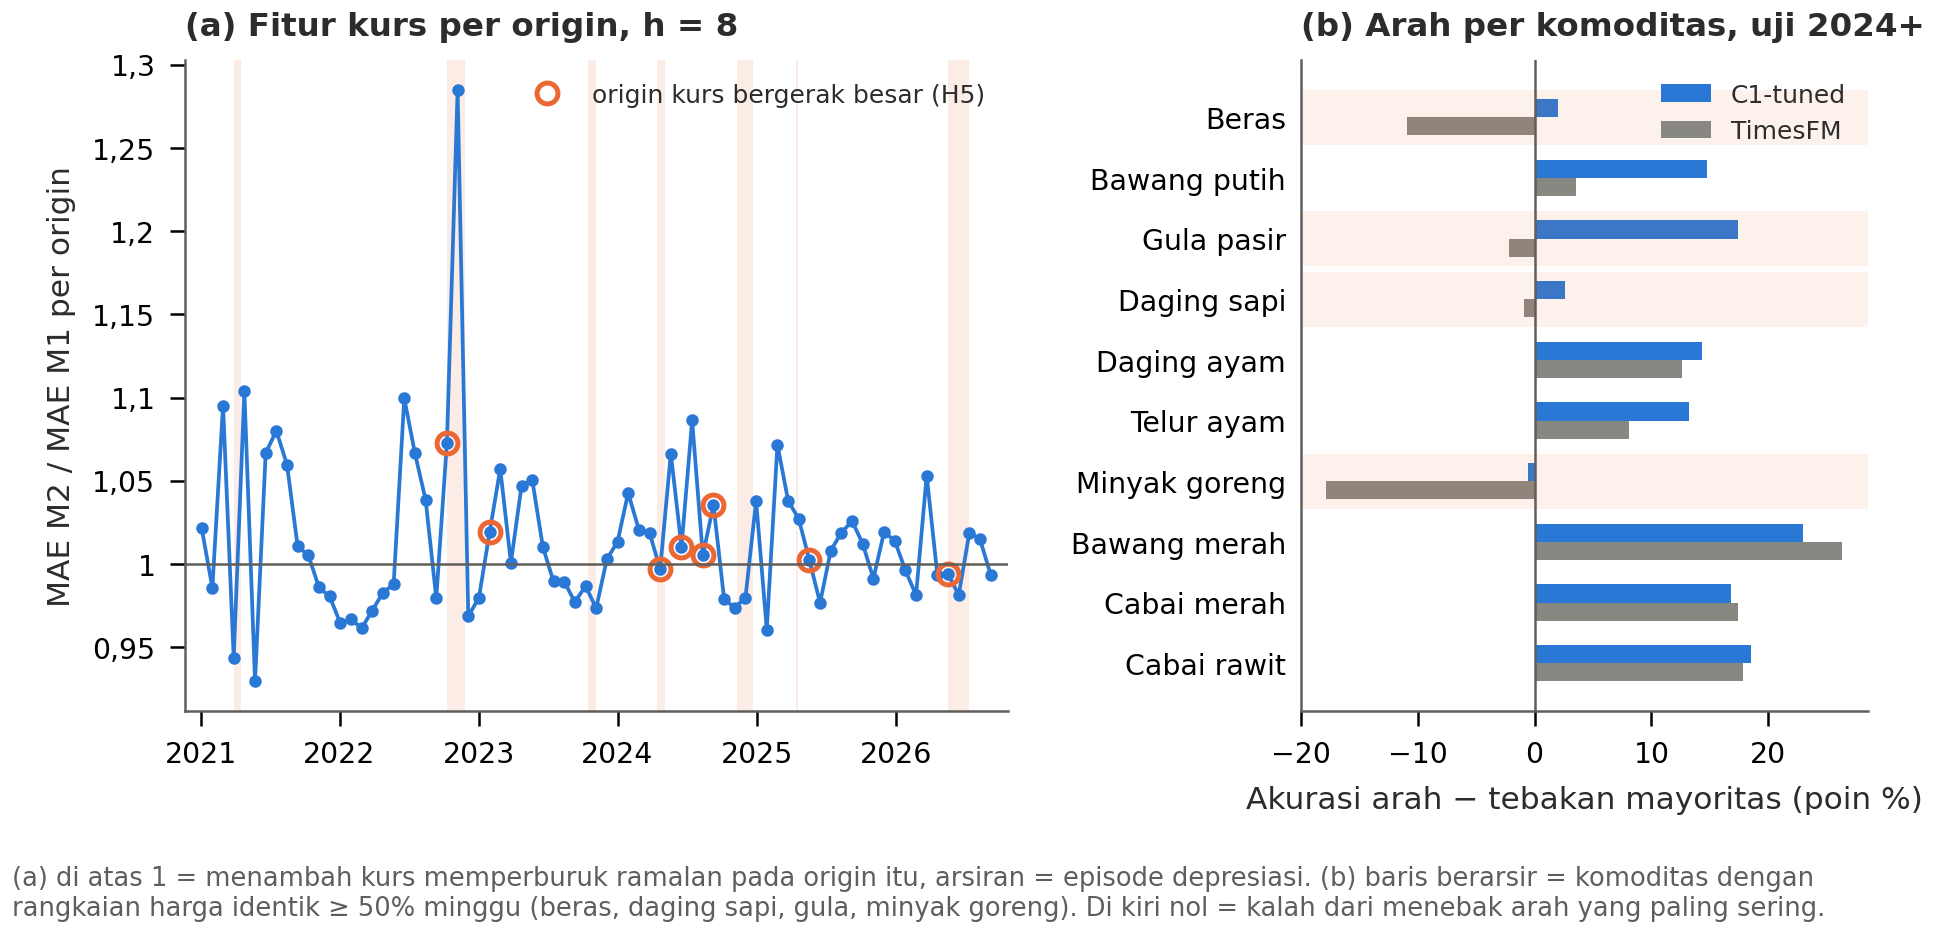 (a) Fitur kurs per origin, h = 8
MAE M2 / MAE M1 per origin
1,3
1,25
1,2
1,15
1,1
1,05
1
0,95
origin kurs bergerak besar (H5)
2021
2022
2023
2024
2025
2026
(b) Arah per komoditas, uji 2024+
C1-tuned
TimesFM
Beras
Bawang putih
Gula pasir
Daging sapi
Daging ayam
Telur ayam
Minyak goreng
Bawang merah
Cabai merah
Cabai rawit
−20
−10
0
10
20
Akurasi arah − tebakan mayoritas (poin %)
(a) di atas 1 = menambah kurs memperburuk ramalan pada origin itu, arsiran = episode depresiasi. (b) baris berarsir = komoditas dengan
rangkaian harga identik ≥ 50% minggu (beras, daging sapi, gula, minyak goreng). Di kiri nol = kalah dari menebak arah yang paling sering.